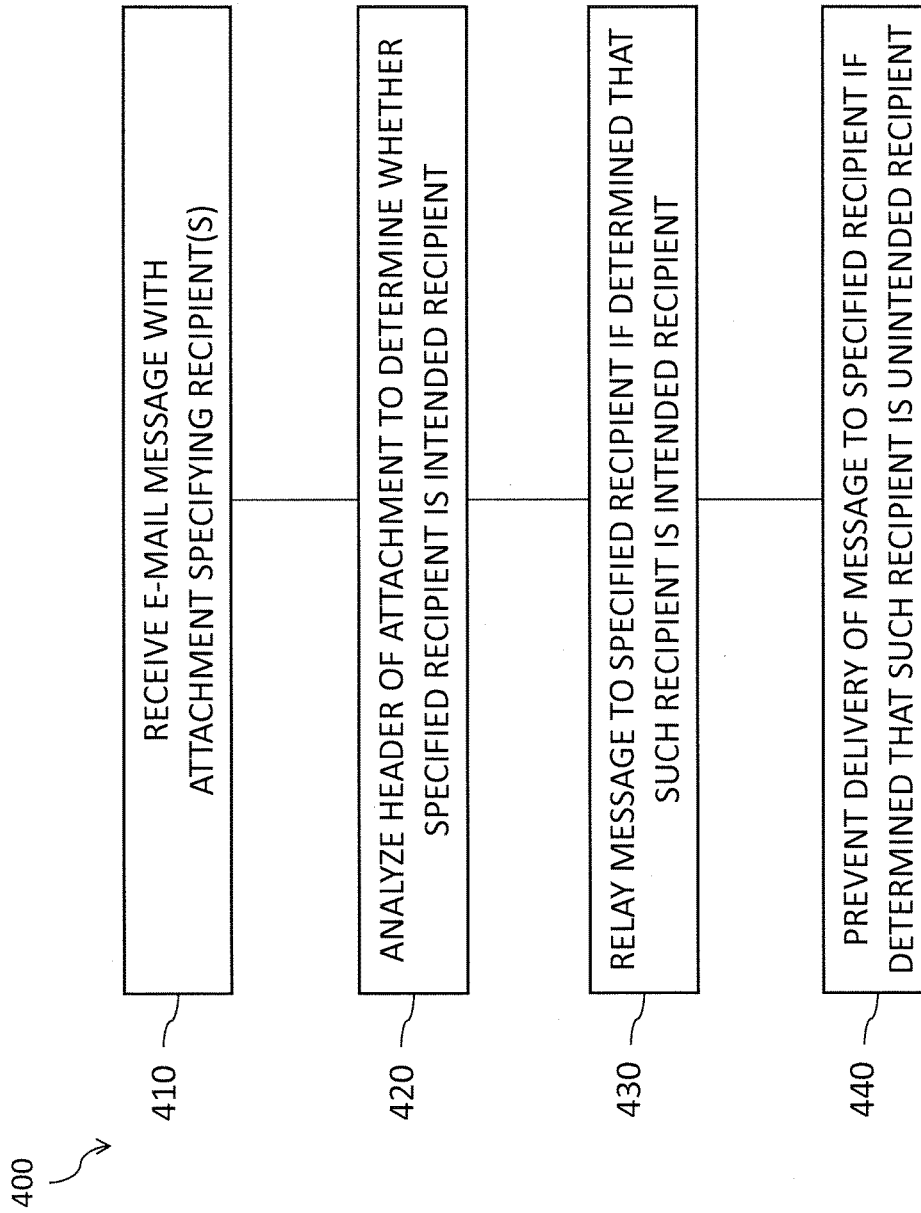 400
410
RECEIVE E-MAIL MESSAGE WITH
ATTACHMENT SPECIFYING RECIPIENT(S)
420
ANALYZE HEADER OF ATTACHMENT TO DETERMINE WHETHER
SPECIFIED RECIPIENT IS INTENDED RECIPIENT
430
RELAY MESSAGE TO SPECIFIED RECIPIENT IF DETERMINED THAT
SUCH RECIPIENT IS INTENDED RECIPIENT
440
PREVENT DELIVERY OF MESSAGE TO SPECIFIED RECIPIENT IF
DETERMINED THAT SUCH RECIPIENT IS UNINTENDED RECIPIENT